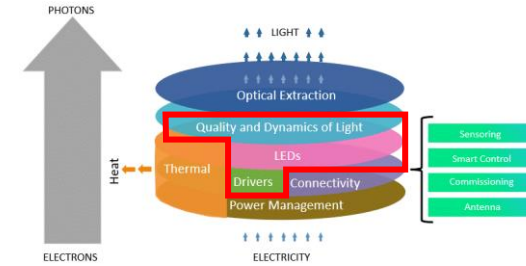 PHOTONS
LIGHT
Optical Extraction
Quality and Dynamics of Light
Sensoring
LEDs
Smart Control
Heat
Thermal
Drivers
Connectivity
Commissioning
Power Management
Antenna
ELECTRONS
ELECTRICITY